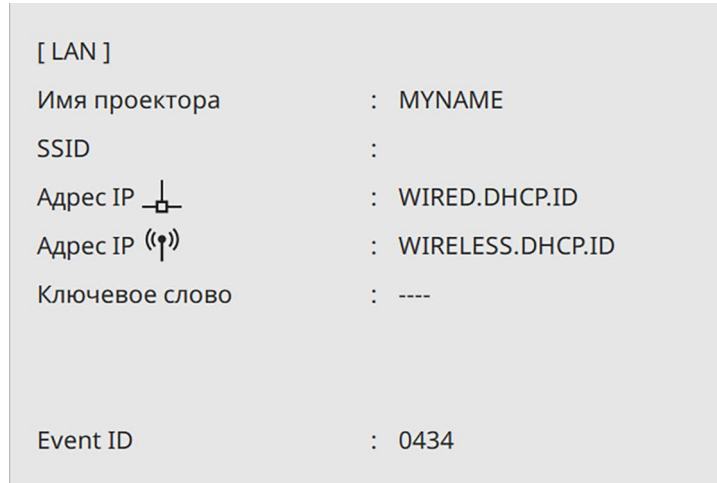 [ LAN ]
Имя проектора : MYNAME
SSID :
Адрес IP : WIRED.DHCP.ID
Адрес IP : WIRELESS.DHCP.ID
Ключевое слово : ----
Event ID : 0434